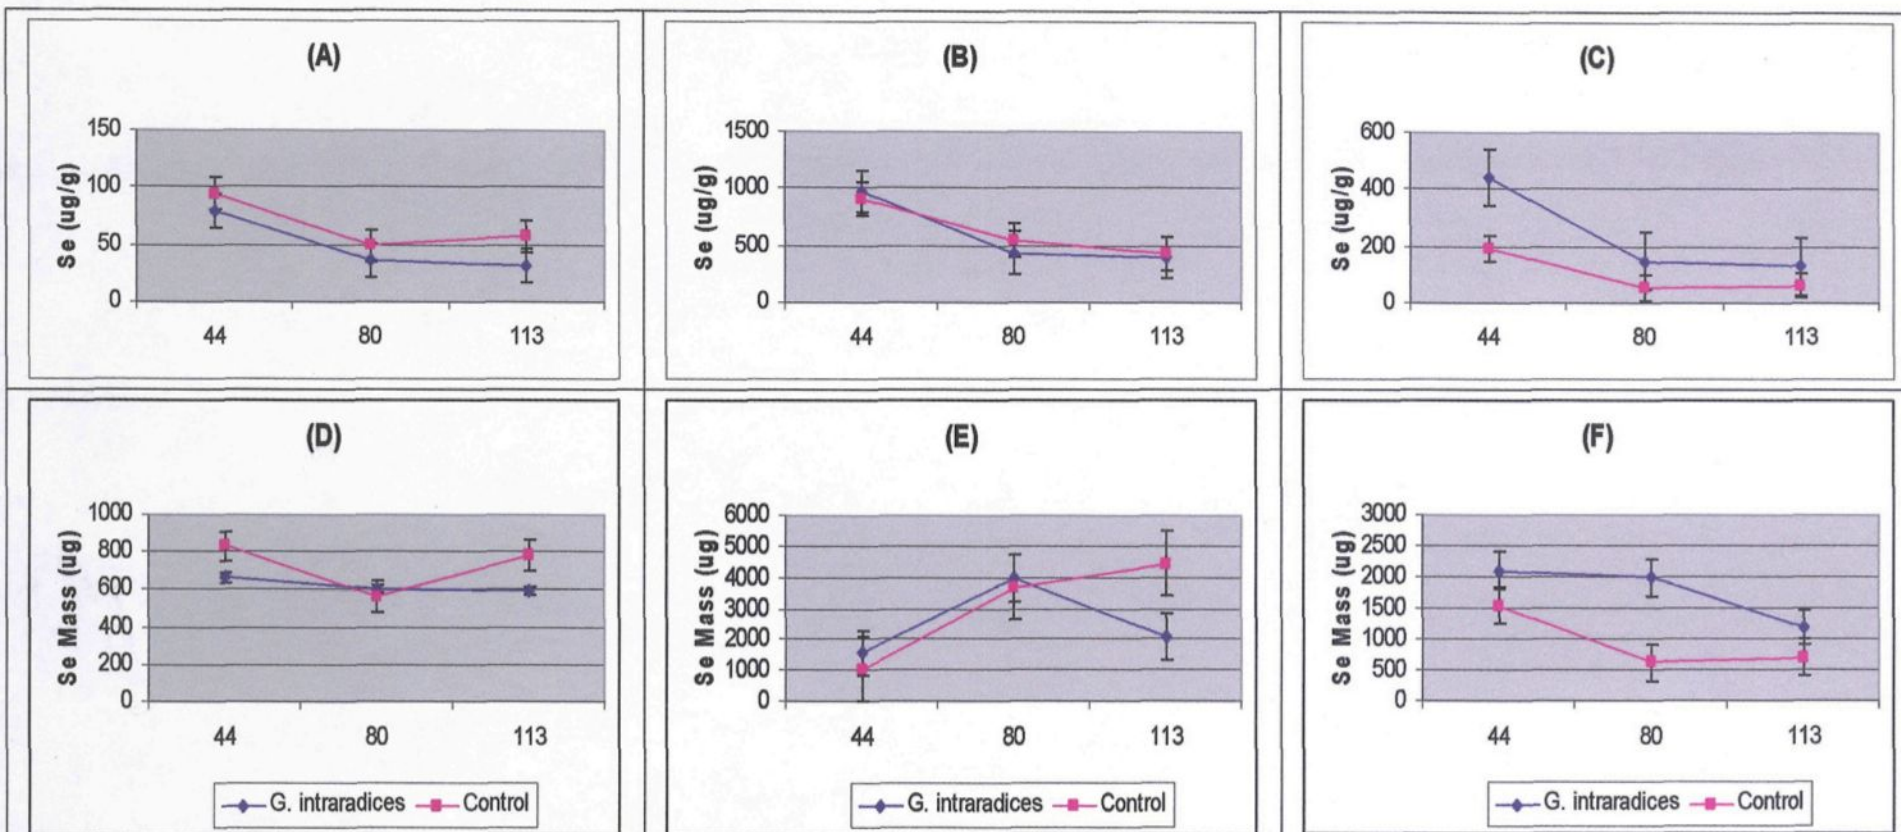 (A)
Se (ug/g)
150
100
50
0
44 80 113
(B)
Se (ug/g)
1500
1000
500
0
44 80 113
(C)
Se (ug/g)
600
400
200
0
44 80 113
(D)
Se Mass (ug)
1000
800
600
400
200
0
44 80 113
G. intraradices Control
(E)
Se Mass (ug)
6000
5000
4000
3000
2000
1000
0
44 80 113
G. intraradices Control
(F)
Se Mass (ug)
3000
2500
2000
1500
1000
500
0
44 80 113
G. intraradices Control